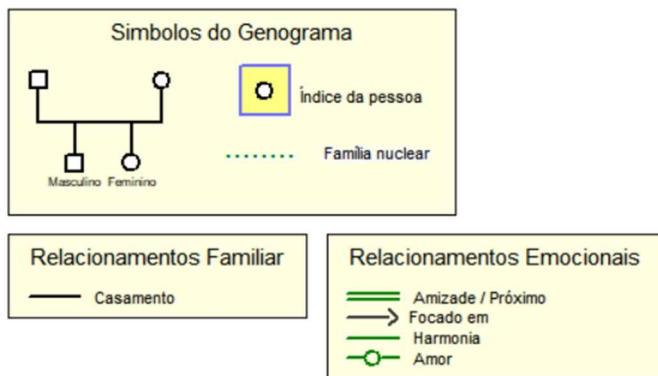 Simbolos do Genograma
Índice da pessoa
Família nuclear
Masculino Feminino
Relacionamentos Familiar
Casamento
Relacionamentos Emocionais
Amizade / Próximo
Focado em
Harmonia
Amor